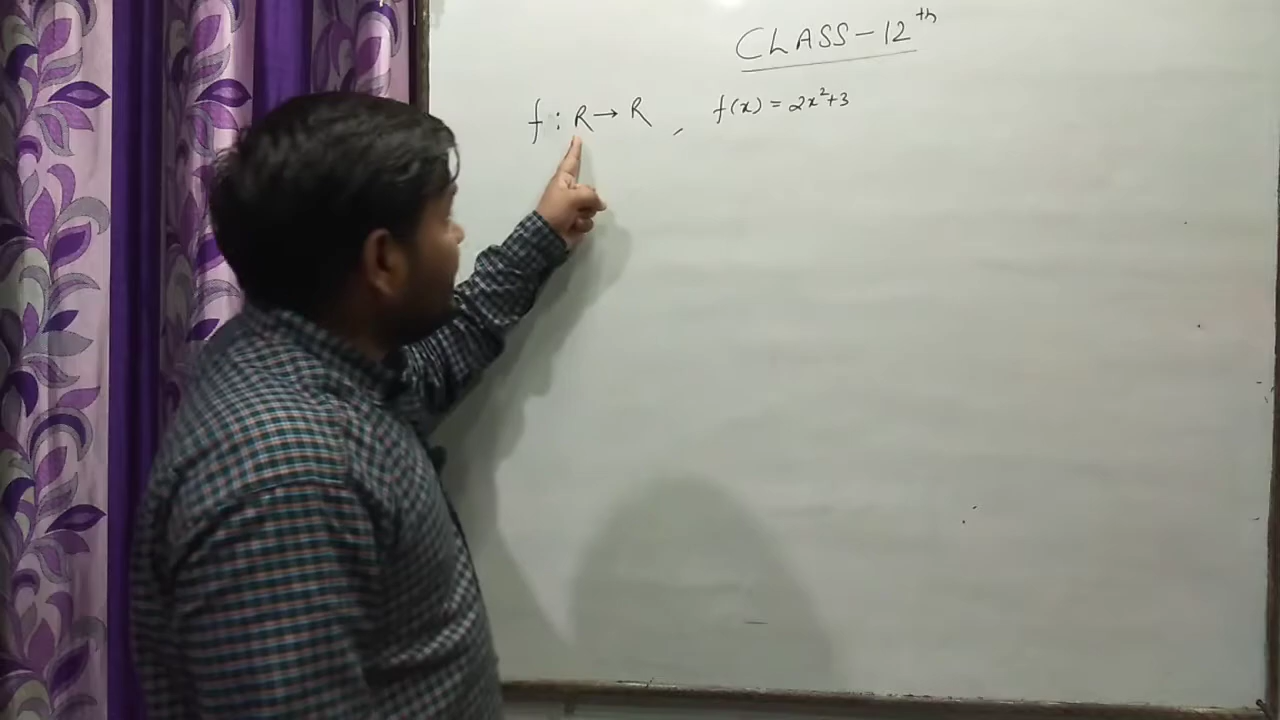 CLASS-12th
f : R → R , f(x) = 2x²+3